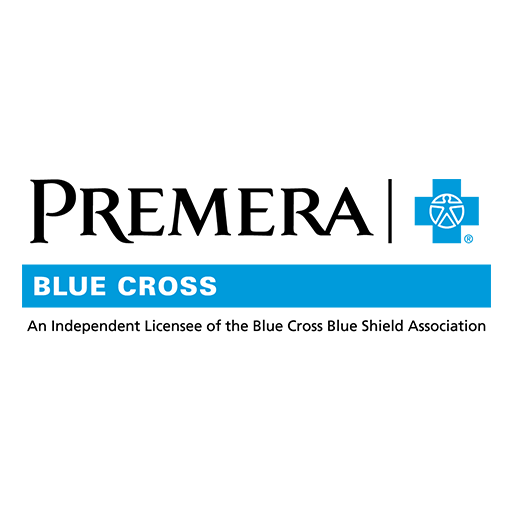 PREMERA
®
BLUE CROSS
An Independent Licensee of the Blue Cross Blue Shield Association